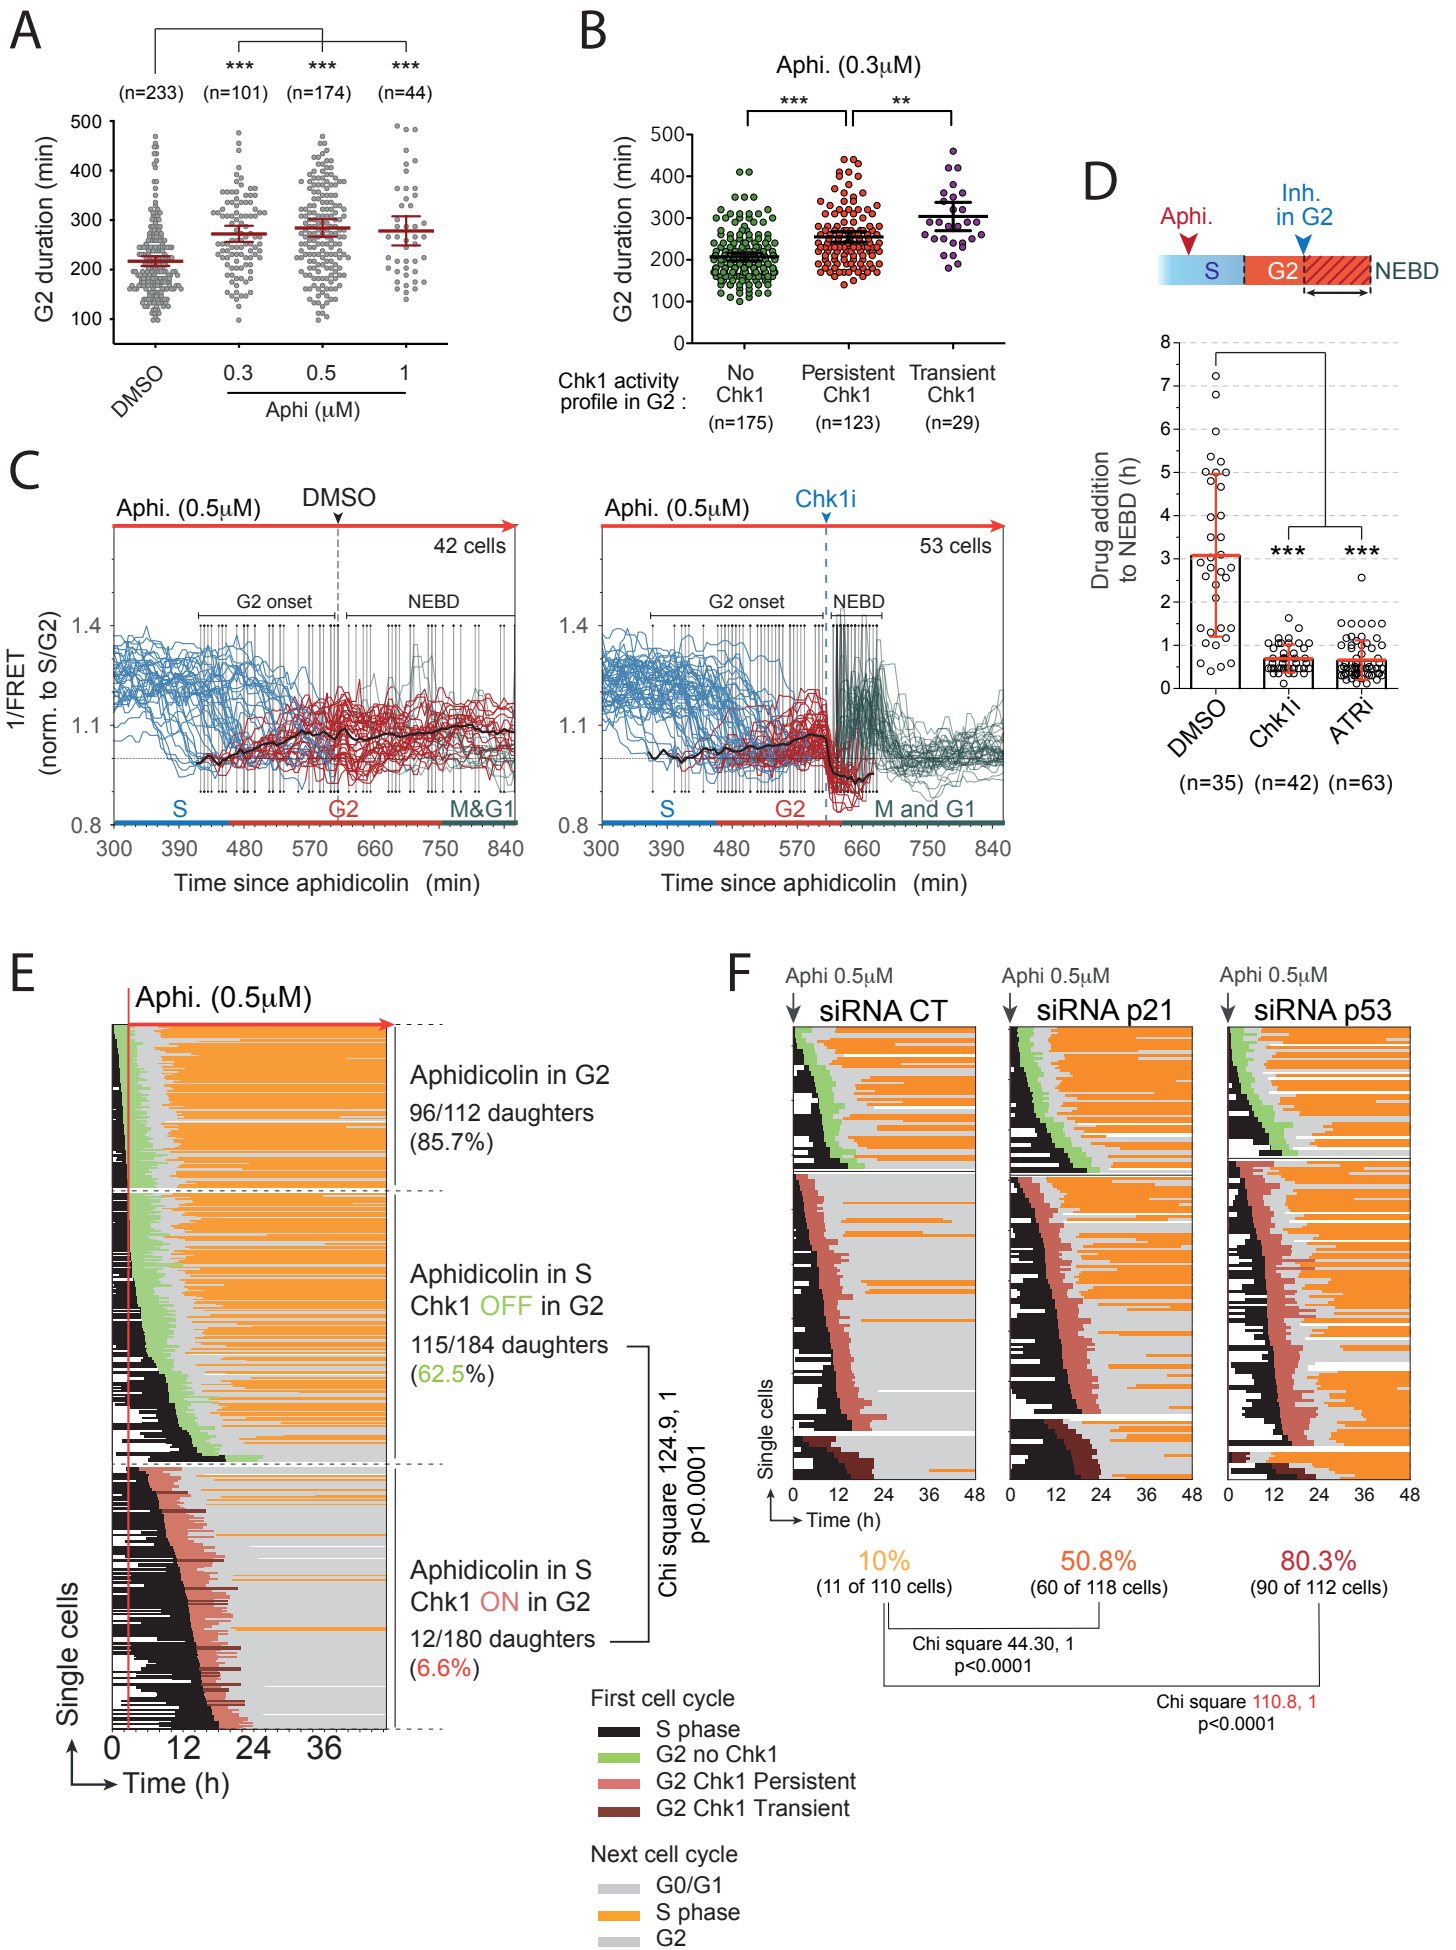 A
*** *** ***
(n=233) (n=101) (n=174) (n=44)
G2 duration (min)
500
400
300
200
100
DMSO
0.3 0.5 1
Aphi (μM)
B
Aphi. (0.3μM)
*** **
G2 duration (min)
500
400
300
200
100
0
Chk1 activity
profile in G2 :
No
Chk1
(n=175)
Persistent
Chk1
(n=123)
Transient
Chk1
(n=29)
C
Aphi. (0.5μM)
DMSO
42 cells
G2 onset
NEBD
1/FRET
(norm. to S/G2)
1.4
1.1
0.8
S G2 M&G1
300 390 480 570 660 750 840
Time since aphidicolin (min)
Aphi. (0.5μM)
Chk1i
53 cells
G2 onset
NEBD
1.4
1.1
0.8
S G2 M and G1
300 390 480 570 660 750 840
Time since aphidicolin (min)
D
Aphi.
Inh.
in G2
S G2 NEBD
Drug addition
to NEBD (h)
8
7
6
5
4
3
2
1
0
*** ***
DMSO Chk1i ATRi
(n=35) (n=42) (n=63)
E
Aphi. (0.5μM)
Aphidicolin in G2
96/112 daughters
(85.7%)
Aphidicolin in S
Chk1 OFF in G2
115/184 daughters
(62.5%)
Aphidicolin in S
Chk1 ON in G2
12/180 daughters
(6.6%)
Chi square 124.9, 1
p<0.0001
Single cells
0 12 24 36
Time (h)
First cell cycle
S phase
G2 no Chk1
G2 Chk1 Persistent
G2 Chk1 Transient
Next cell cycle
G0/G1
S phase
G2
F
Aphi 0.5μM Aphi 0.5μM Aphi 0.5μM
siRNA CT siRNA p21 siRNA p53
Single cells
0 12 24 36 48
0 12 24 36 48
0 12 24 36 48
Time (h)
10% 50.8% 80.3%
(11 of 110 cells) (60 of 118 cells) (90 of 112 cells)
Chi square 44.30, 1
p<0.0001
Chi square 110.8, 1
p<0.0001